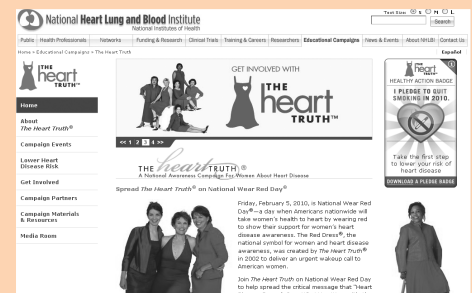 Text Size: S M L
National Heart Lung and Blood Institute
National Institutes of Health
Search
Public Health Professionals Networks Funding & Research Clinical Trials Training & Careers Researchers Educational Campaigns News & Events About NHLBI Contact Us
Home » Educational Campaigns » The Heart Truth
Español
THE
heart
TRUTH™
Home
About
The Heart Truth®
Campaign Events
Lower Heart
Disease Risk
Get Involved
Campaign Partners
Campaign Materials
& Resources
Media Room
GET INVOLVED WITH
THE
heart
TRUTH™
<< 1 2 3 4 >>
THE heart TRUTH®
A National Awareness Campaign For Women About Heart Disease
Spread The Heart Truth® on National Wear Red Day®
Friday, February 5, 2010, is National Wear Red
Day®—a day when Americans nationwide will
take women's health to heart by wearing red
to show their support for women's heart
disease awareness. The Red Dress®, the
national symbol for women and heart disease
awareness, was created by The Heart Truth®
in 2002 to deliver an urgent wakeup call to
American women.
Join The Heart Truth on National Wear Red Day
to help spread the critical message that "Heart
THE
heart
TRUTH™
HEALTHY ACTION BADGE
I PLEDGE TO QUIT
SMOKING IN 2010.
Take the first step
to lower your risk of
heart disease
DOWNLOAD A PLEDGE BADGE